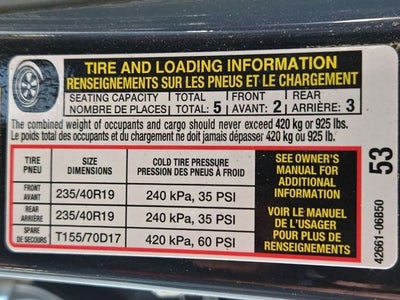 TIRE AND LOADING INFORMATION
RENSEIGNEMENTS SUR LES PNEUS ET LE CHARGEMENT
SEATING CAPACITY TOTAL FRONT REAR
NOMBRE DE PLACES TOTAL: 5 AVANT: 2 ARRIÈRE: 3
The combined weight of occupants and cargo should never exceed 420 kg or 925 lbs.
Le poids total des occupants et du chargement ne doit jamais dépasser 420 kg ou 925 lb.
TIRE SIZE COLD TIRE PRESSURE
PNEU DIMENSIONS PRESSION DES PNEUS À FROID
FRONT
AVANT 235/40R19 240 kPa, 35 PSI
REAR
ARRIÈRE 235/40R19 240 kPa, 35 PSI
SPARE
DE SECOURS T155/70D17 420 kPa, 60 PSI
SEE OWNER'S
MANUAL FOR
ADDITIONAL
INFORMATION
VOIR LE MANUEL
DE L'USAGER
POUR PLUS DE
RENSEIGNEMENTS
53
42661-06B50